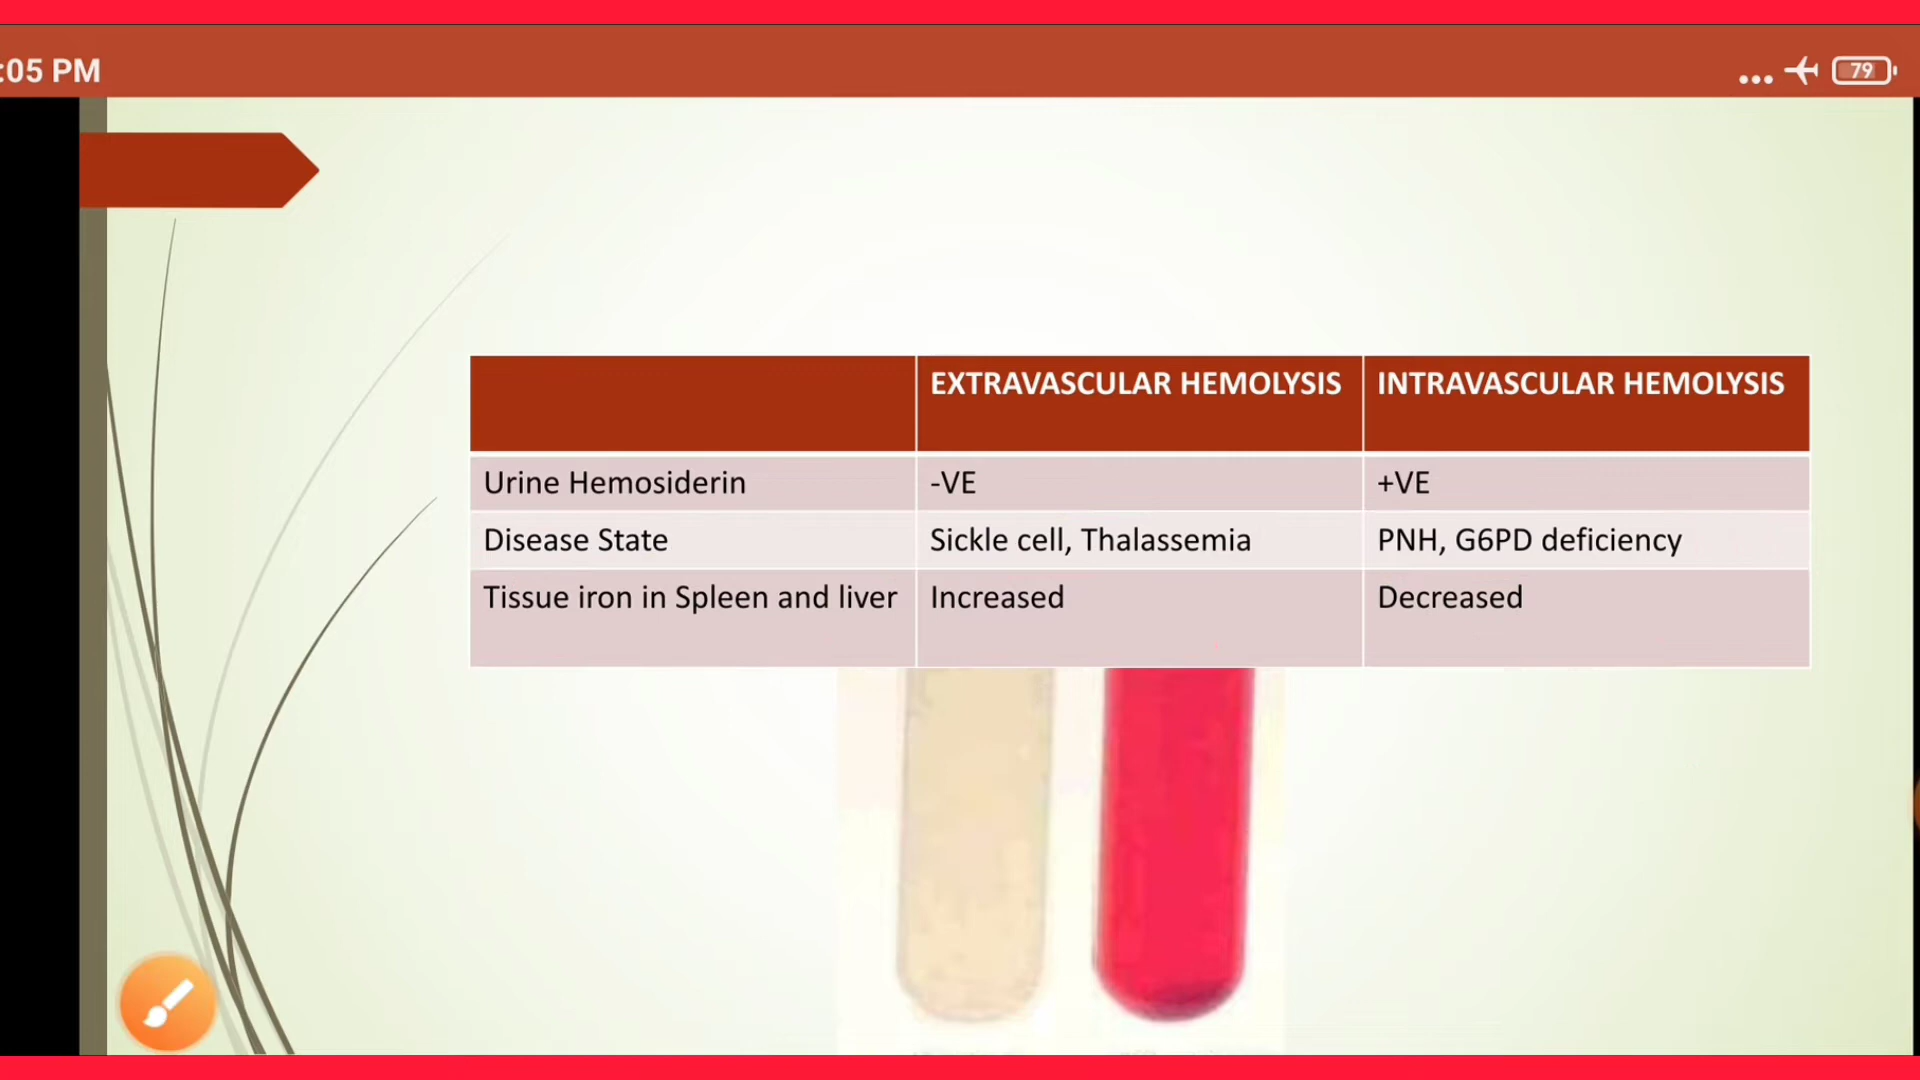 :05 PM
79
EXTRAVASCULAR HEMOLYSIS INTRAVASCULAR HEMOLYSIS
Urine Hemosiderin -VE +VE
Disease State Sickle cell, Thalassemia PNH, G6PD deficiency
Tissue iron in Spleen and liver Increased Decreased